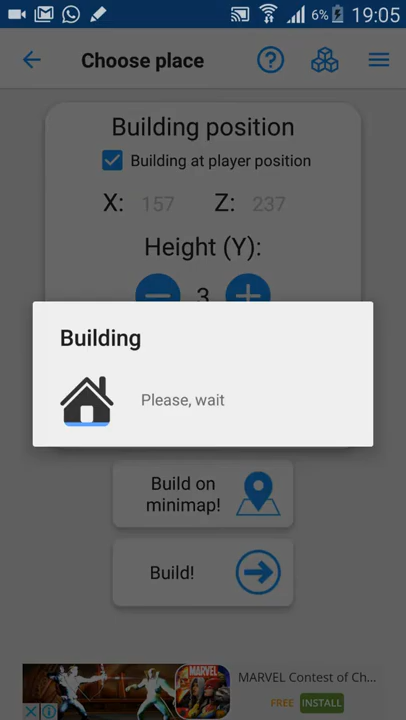 6% 19:05
Choose place
Building position
Building at player position
X: 157 Z: 237
Height (Y):
3
Building
Please, wait
Build on
minimap!
Build!
MARVEL
MARVEL Contest of Ch...
FREE INSTALL